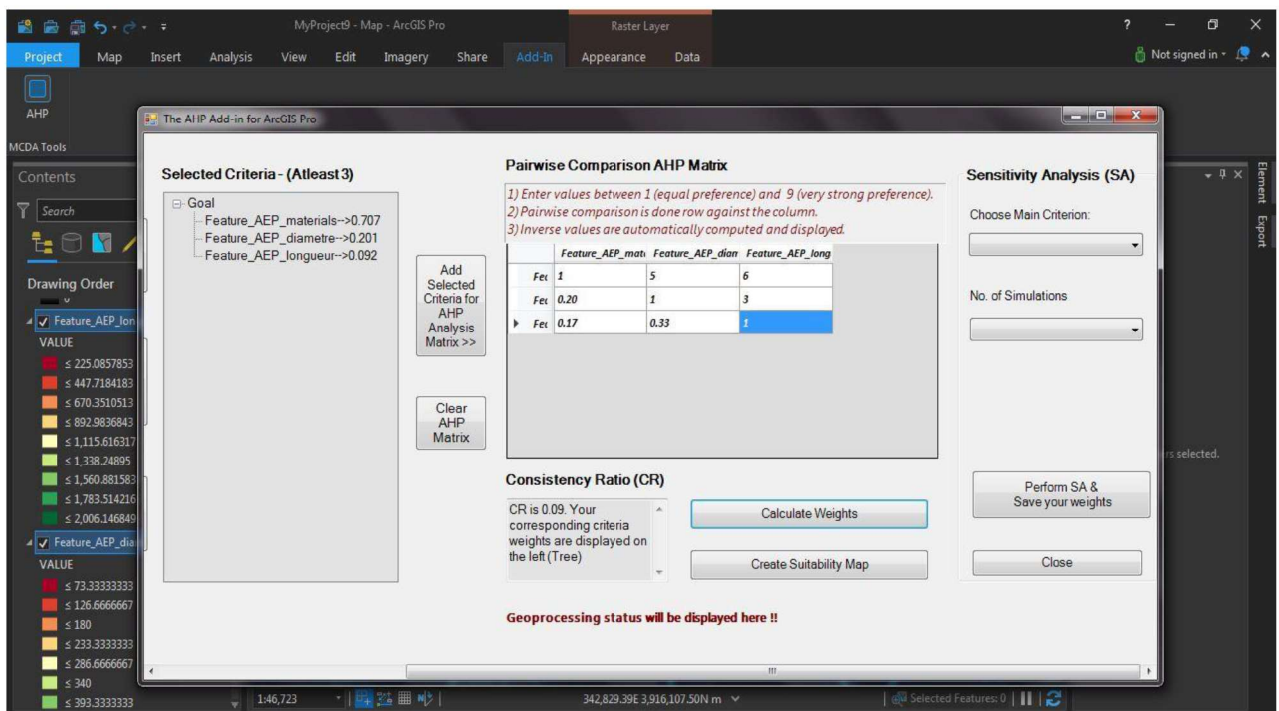 MyProject9 - Map - ArcGIS Pro
Raster Layer
?
Project Map Insert Analysis View Edit Imagery Share Add-In Appearance Data
Not signed in
AHP
MCDA Tools
The AHP Add-in for ArcGIS Pro
Contents
Search
Drawing Order
Feature_AEP_lon
VALUE
≤ 225.0857853
≤ 447.7184183
≤ 670.3510513
≤ 892.9836843
≤ 1,115.616317
≤ 1,338.24895
≤ 1,560.881583
≤ 1,783.514216
≤ 2,006.146849
Feature_AEP_dia
VALUE
≤ 73.33333333
≤ 126.6666667
≤ 180
≤ 233.3333333
≤ 286.6666667
≤ 340
≤ 393.3333333
Selected Criteria - (Atleast 3)
Goal
Feature_AEP_materials-->0.707
Feature_AEP_diametre-->0.201
Feature_AEP_longueur-->0.092
Add
Selected
Criteria for
AHP
Analysis
Matrix >>
Clear
AHP
Matrix
Pairwise Comparison AHP Matrix
1) Enter values between 1 (equal preference) and 9 (very strong preference).
2) Pairwise comparison is done row against the column.
3) Inverse values are automatically computed and displayed.
Feature_AEP_mat Feature_AEP_diam Feature_AEP_long
Fec 1 5 6
Fec 0.20 1 3
Fec 0.17 0.33 1
Consistency Ratio (CR)
CR is 0.09. Your
corresponding criteria
weights are displayed on
the left (Tree)
Calculate Weights
Create Suitability Map
Geoprocessing status will be displayed here !!
Sensitivity Analysis (SA)
Choose Main Criterion:
No. of Simulations
Perform SA &
Save your weights
Close
Element
Export
rs selected.
1:46,723
342,829.39E 3,916,107.50N m
Selected Features: 0